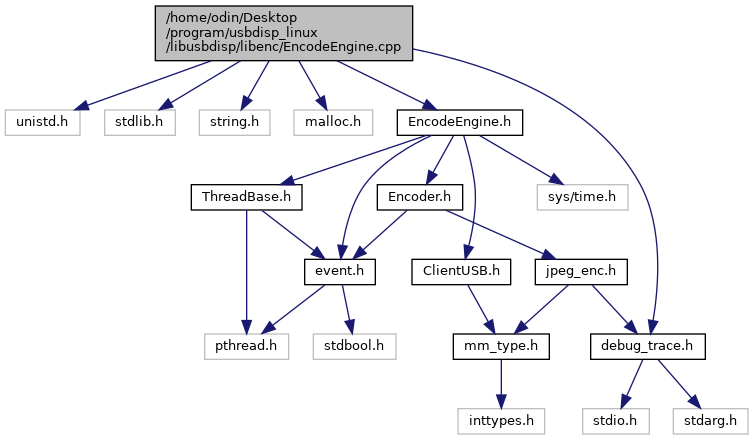 /home/odin/Desktop
/program/usbdisp_linux
/libusbdisp/libenc/EncodeEngine.cpp
unistd.h
stdlib.h
string.h
malloc.h
EncodeEngine.h
ThreadBase.h
Encoder.h
sys/time.h
event.h
ClientUSB.h
jpeg_enc.h
pthread.h
stdbool.h
mm_type.h
debug_trace.h
inttypes.h
stdio.h
stdarg.h